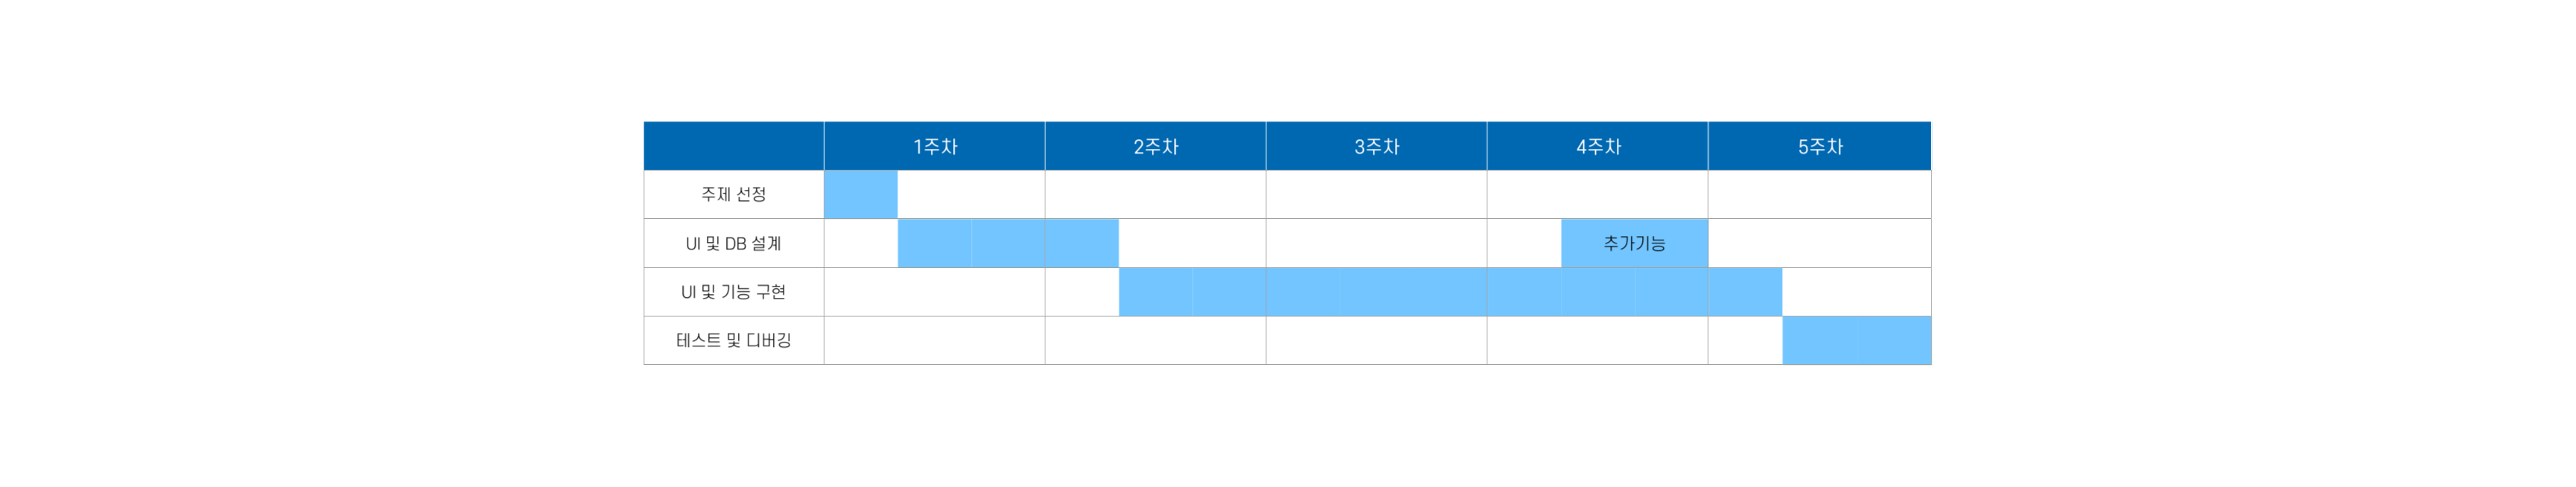 1주차 2주차 3주차 4주차 5주차
주제 선정
UI 및 DB 설계 추가기능
UI 및 기능 구현
테스트 및 디버깅